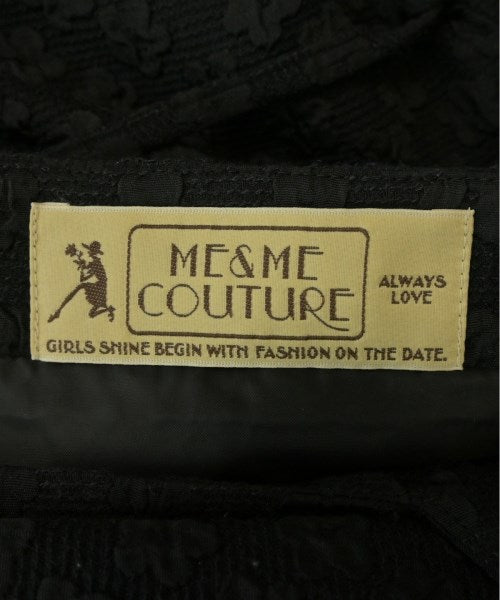 ME&ME
COUTURE
ALWAYS
LOVE
GIRLS SHINE BEGIN WITH FASHION ON THE DATE.